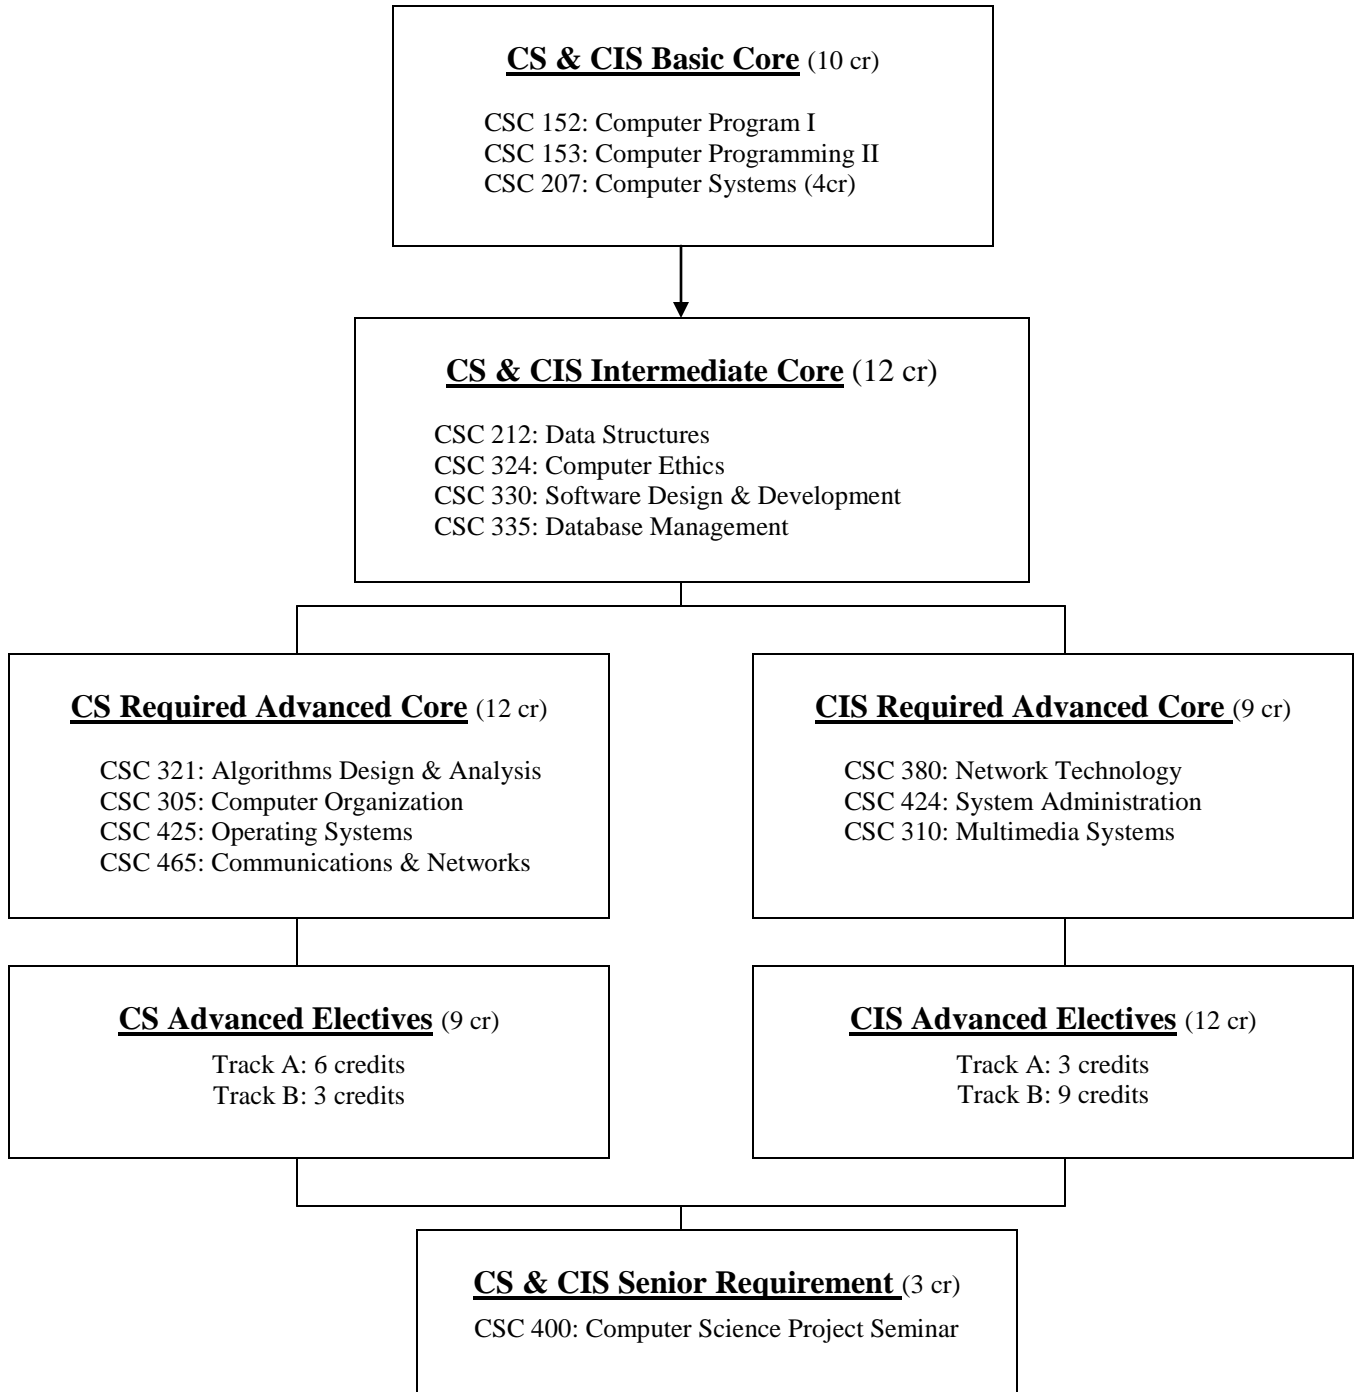 CS & CIS Basic Core (10 cr)
CSC 152: Computer Program I
CSC 153: Computer Programming II
CSC 207: Computer Systems (4cr)
CS & CIS Intermediate Core (12 cr)
CSC 212: Data Structures
CSC 324: Computer Ethics
CSC 330: Software Design & Development
CSC 335: Database Management
CS Required Advanced Core (12 cr)
CSC 321: Algorithms Design & Analysis
CSC 305: Computer Organization
CSC 425: Operating Systems
CSC 465: Communications & Networks
CIS Required Advanced Core (9 cr)
CSC 380: Network Technology
CSC 424: System Administration
CSC 310: Multimedia Systems
CS Advanced Electives (9 cr)
Track A: 6 credits
Track B: 3 credits
CIS Advanced Electives (12 cr)
Track A: 3 credits
Track B: 9 credits
CS & CIS Senior Requirement (3 cr)
CSC 400: Computer Science Project Seminar